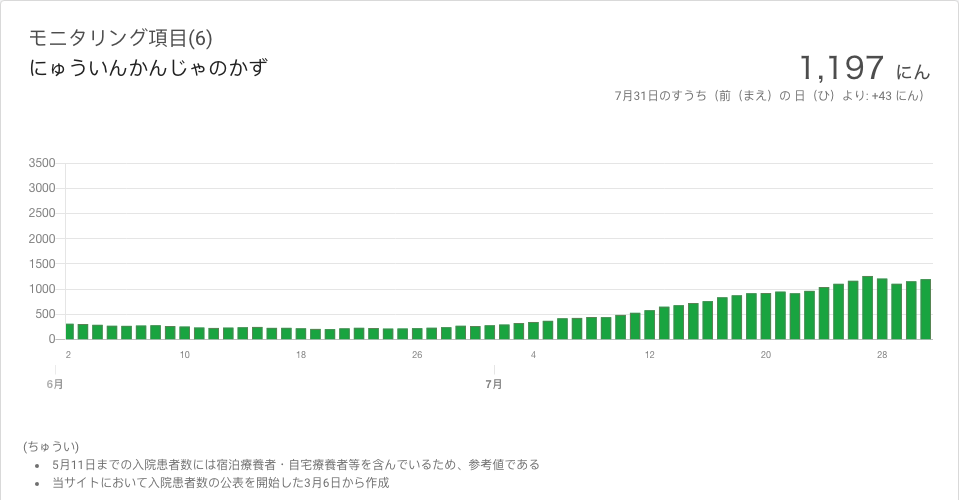 モニタリング項目(6)
にゅういんかんじゃのかず
1,197 にん
7月31日のすうち（前（まえ）の 日（ひ）より: +43 にん）
3500
3000
2500
2000
1500
1000
500
0
2 10 18 26 4 12 20 28
6月 7月
(ちゅうい)
• 5月11日までの入院患者数には宿泊療養者・自宅療養者等を含んでいるため、参考値である
• 当サイトにおいて入院患者数の公表を開始した3月6日から作成